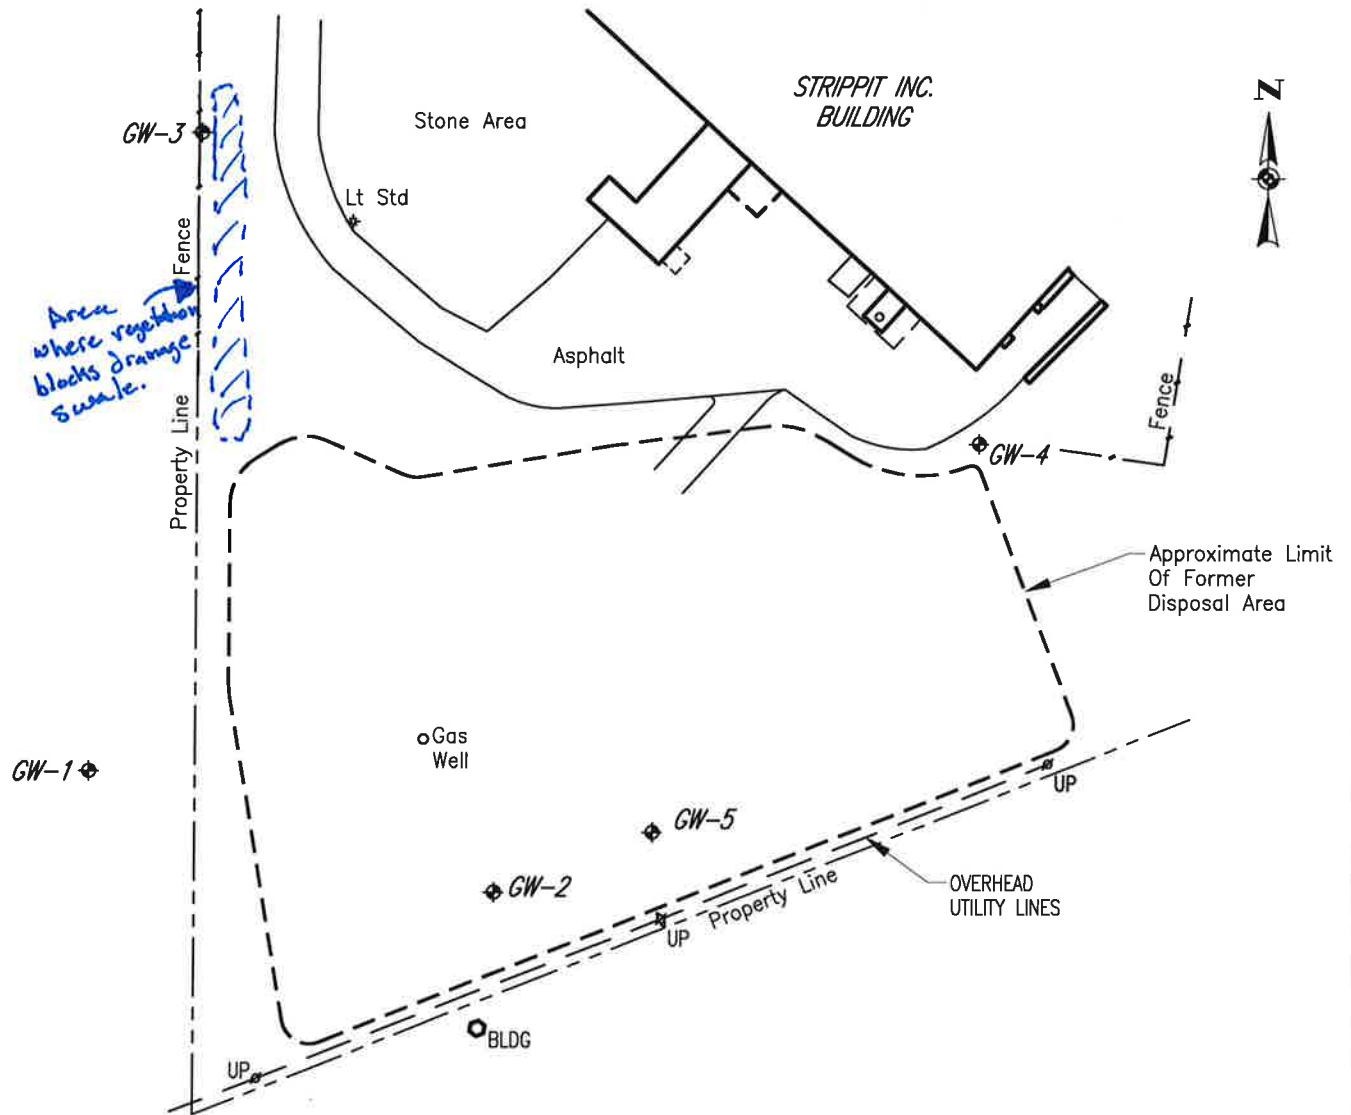 STRIPPIT INC.
BUILDING
N
Stone Area
GW-3
Lt Std
Fence
Area
where vegetation
blocks drainage
swale.
Asphalt
Property Line
Fence
GW-4
Approximate Limit
Of Former
Disposal Area
Gas
Well
GW-1
UP
GW-5
GW-2
Property Line
OVERHEAD
UTILITY LINES
UP
BLDG
UP